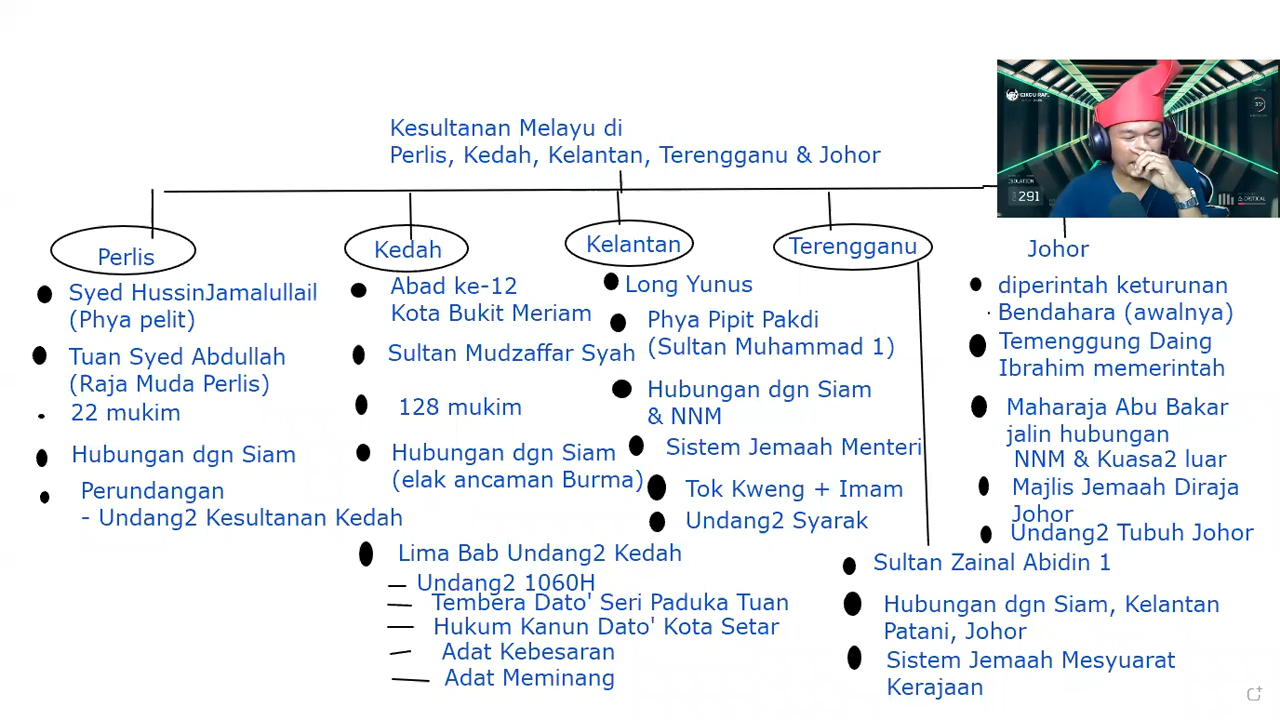 Kesultanan Melayu di
Perlis, Kedah, Kelantan, Terengganu & Johor
Perlis
Syed HussinJamalullail
(Phya pelit)
Tuan Syed Abdullah
(Raja Muda Perlis)
22 mukim
Hubungan dgn Siam
Perundangan
- Undang2 Kesultanan Kedah
Kedah
Abad ke-12
Kota Bukit Meriam
Sultan Mudzaffar Syah
128 mukim
Hubungan dgn Siam
(elak ancaman Burma)
Lima Bab Undang2 Kedah
Undang2 1060H
Tembera Dato' Seri Paduka Tuan
Hukum Kanun Dato' Kota Setar
Adat Kebesaran
Adat Meminang
Kelantan
Long Yunus
Phya Pipit Pakdi
(Sultan Muhammad 1)
Hubungan dgn Siam
& NNM
Sistem Jemaah Menteri
Tok Kweng + Imam
Undang2 Syarak
Terengganu
Sultan Zainal Abidin 1
Hubungan dgn Siam, Kelantan
Patani, Johor
Sistem Jemaah Mesyuarat
Kerajaan
Johor
diperintah keturunan
Bendahara (awalnya)
Temenggung Daing
Ibrahim memerintah
Maharaja Abu Bakar
jalin hubungan
NNM & Kuasa2 luar
Majlis Jemaah Diraja
Johor
Undang2 Tubuh Johor
291
CRITICAL